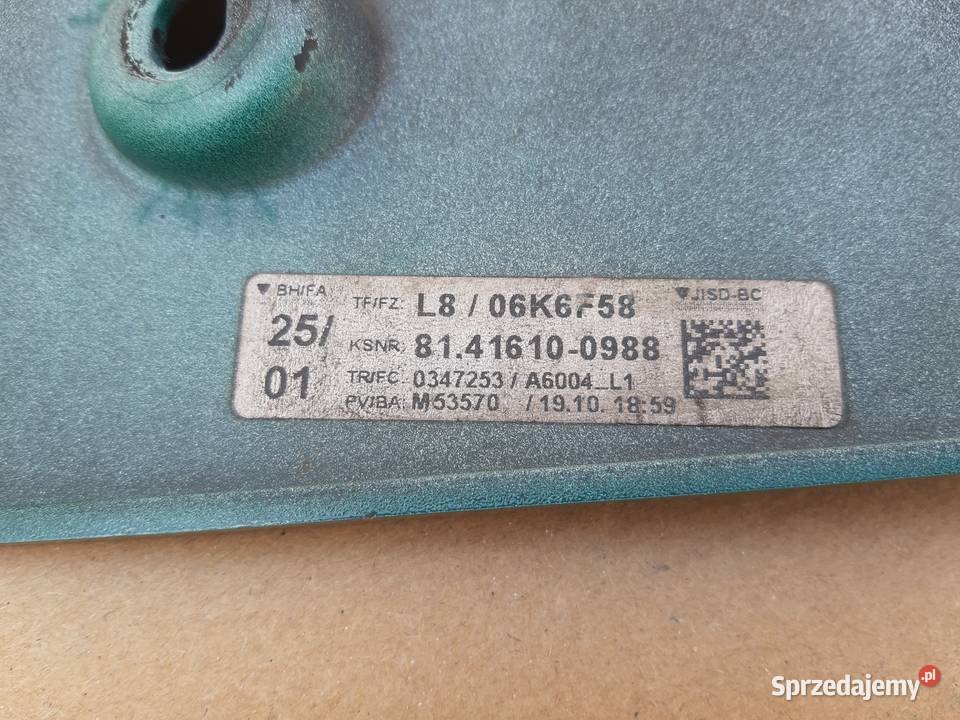 ▼ BH/FA
25/
01
TF/FZ: L8 / 06K6F58
KSNR: 81.41610-0988
TR/FC: 0347253 / A6004_L1
PV/BA: M53570 / 19.10. 18:59
▼JISD-BC
Sprzedajemy.pl